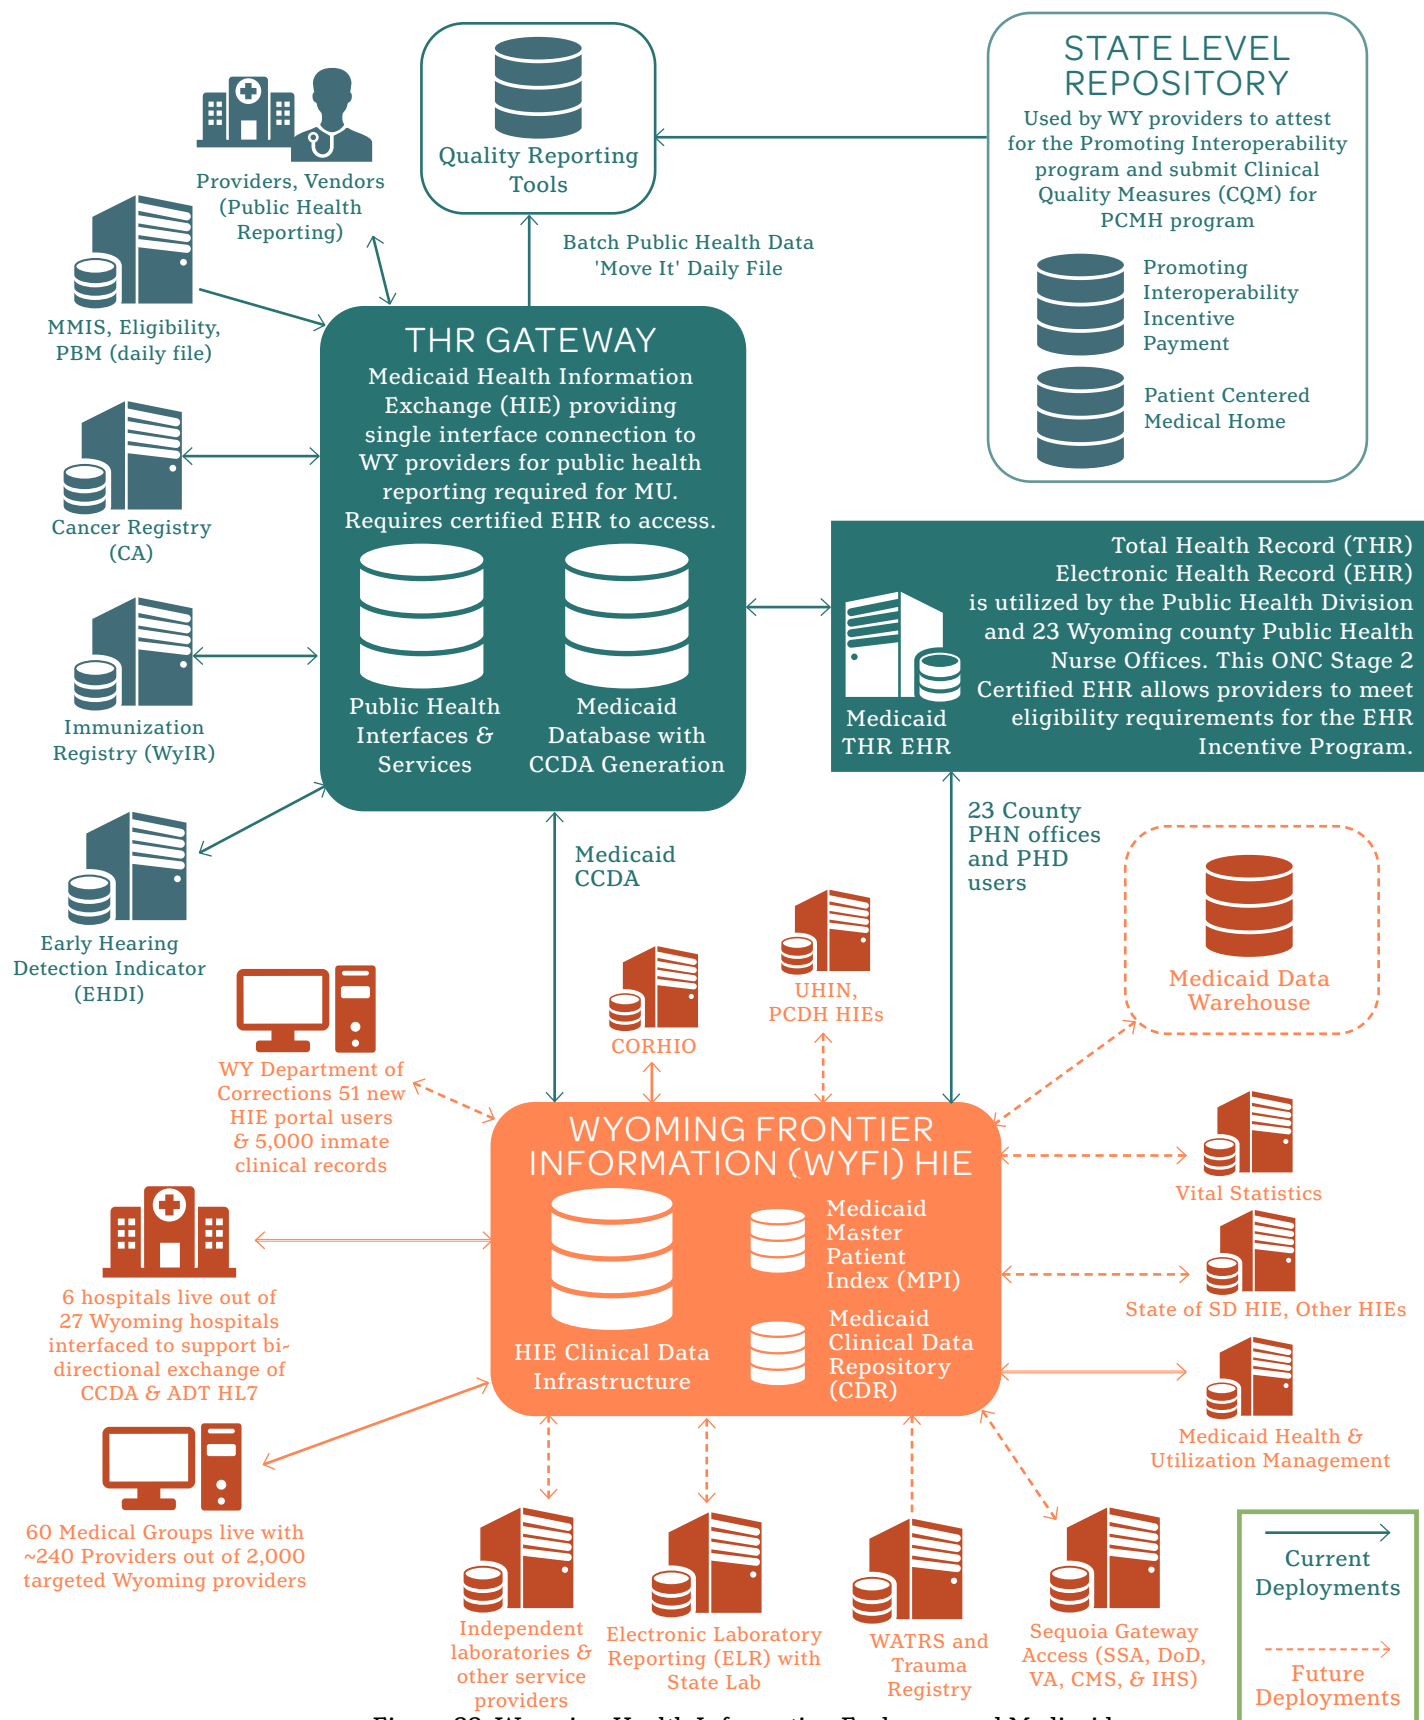 STATE LEVEL
REPOSITORY
Used by WY providers to attest
for the Promoting Interoperability
program and submit Clinical
Quality Measures (CQM) for
PCMH program
Promoting
Interoperability
Incentive
Payment
Patient Centered
Medical Home
Quality Reporting
Tools
Providers, Vendors
(Public Health
Reporting)
Batch Public Health Data
'Move It' Daily File
MMIS, Eligibility,
PBM (daily file)
THR GATEWAY
Medicaid Health Information
Exchange (HIE) providing
single interface connection to
WY providers for public health
reporting required for MU.
Requires certified EHR to access.
Public Health
Interfaces &
Services
Medicaid
Database with
CCDA Generation
Cancer Registry
(CA)
Immunization
Registry (WyIR)
Early Hearing
Detection Indicator
(EHDI)
Total Health Record (THR)
Electronic Health Record (EHR)
is utilized by the Public Health Division
and 23 Wyoming county Public Health
Nurse Offices. This ONC Stage 2
Certified EHR allows providers to meet
eligibility requirements for the EHR
Incentive Program.
Medicaid
THR EHR
23 County
PHN offices
and PHD
users
Medicaid
CCDA
Medicaid Data
Warehouse
UHIN,
PCDH HIEs
CORHIO
WY Department of
Corrections 51 new
HIE portal users
& 5,000 inmate
clinical records
WYOMING FRONTIER
INFORMATION (WYFI) HIE
HIE Clinical Data
Infrastructure
Medicaid
Master
Patient
Index (MPI)
Medicaid
Clinical Data
Repository
(CDR)
Vital Statistics
State of SD HIE, Other HIEs
Medicaid Health &
Utilization Management
6 hospitals live out of
27 Wyoming hospitals
interfaced to support bi-
directional exchange of
CCDA & ADT HL7
60 Medical Groups live with
~240 Providers out of 2,000
targeted Wyoming providers
Independent
laboratories &
other service
providers
Electronic Laboratory
Reporting (ELR) with
State Lab
WATRS and
Trauma
Registry
Sequoia Gateway
Access (SSA, DoD,
VA, CMS, & IHS)
Current
Deployments
Future
Deployments